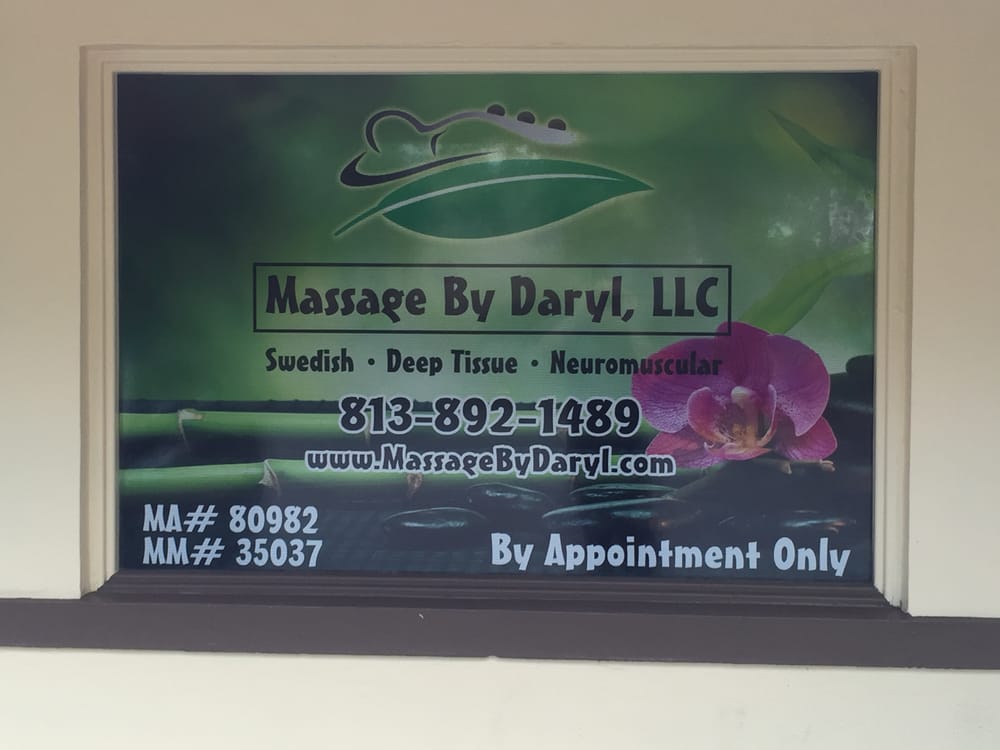 Massage By Daryl, LLC
Swedish • Deep Tissue • Neuromuscular
813-892-1489
www.MassageByDaryl.com
MA# 80982
MM# 35037
By Appointment Only